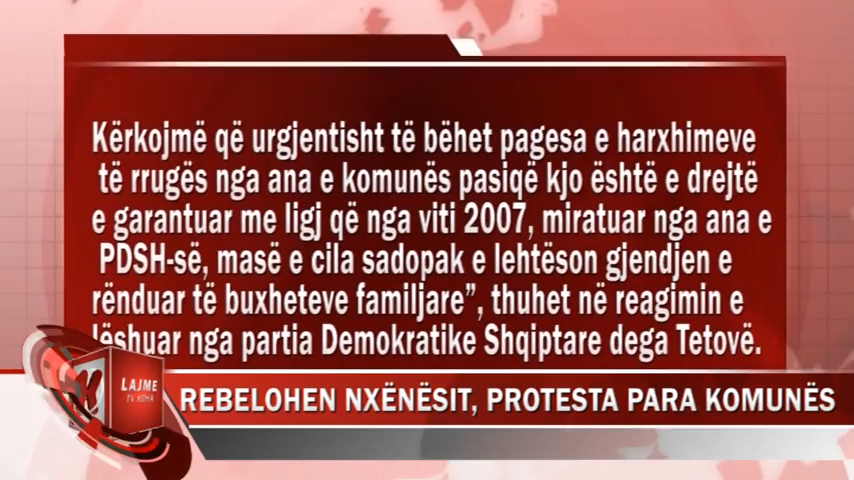 Kërkojmë që urgjentisht të bëhet pagesa e harxhimeve
të rrugës nga ana e komunës pasiqë kjo është e drejtë
e garantuar me ligj që nga viti 2007, miratuar nga ana e
PDSH-së, masë e cila sadopak e lehtëson gjendjen e
rënduar të buxheteve familjare”, thuhet në reagimin e
lëshuar nga partia Demokratike Shqiptare dega Tetovë.
LAJME
TV KOHA
REBELOHEN NXËNËSIT, PROTESTA PARA KOMUNËS